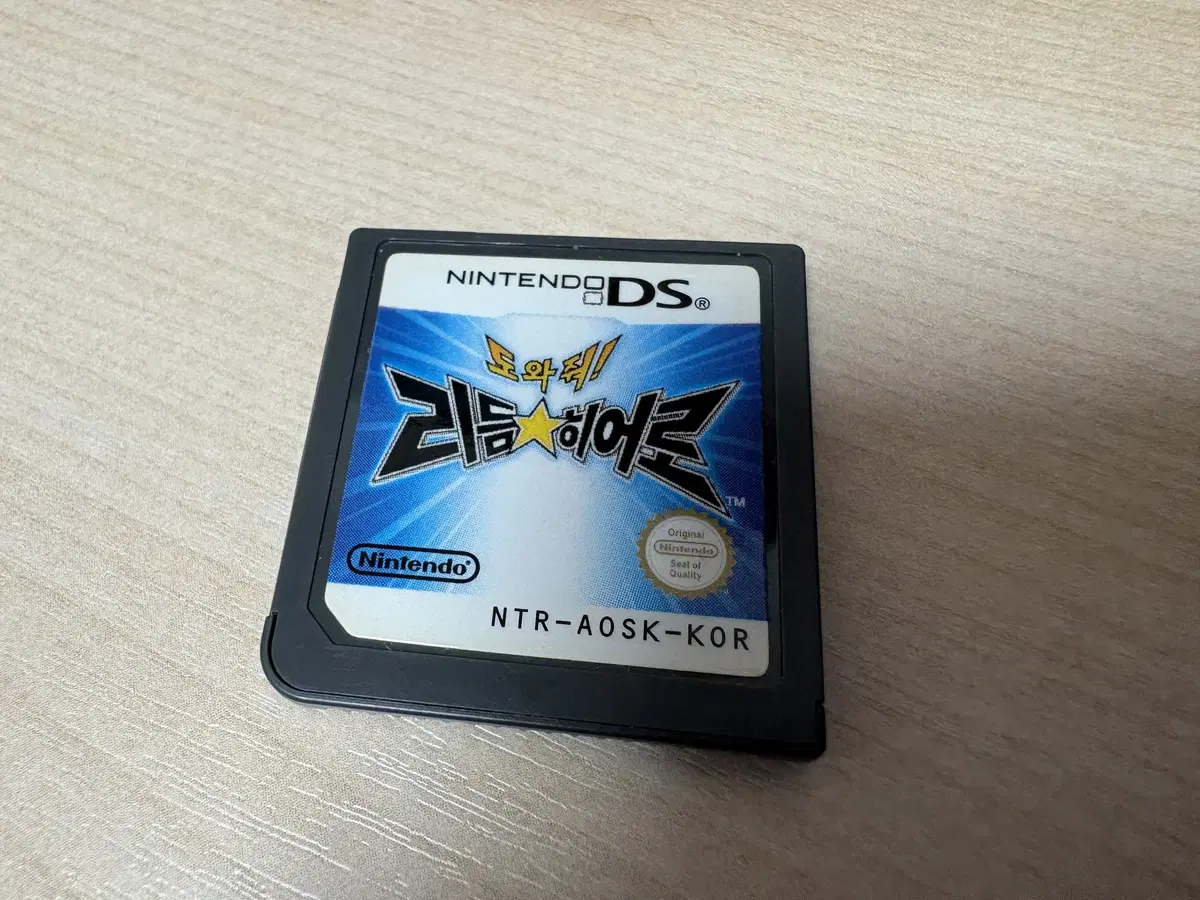 NINTENDO DS®
도와줘!
리듬★히어로
TM
Nintendo®
Original
Nintendo
Seal of
Quality
NTR-AOSK-KOR